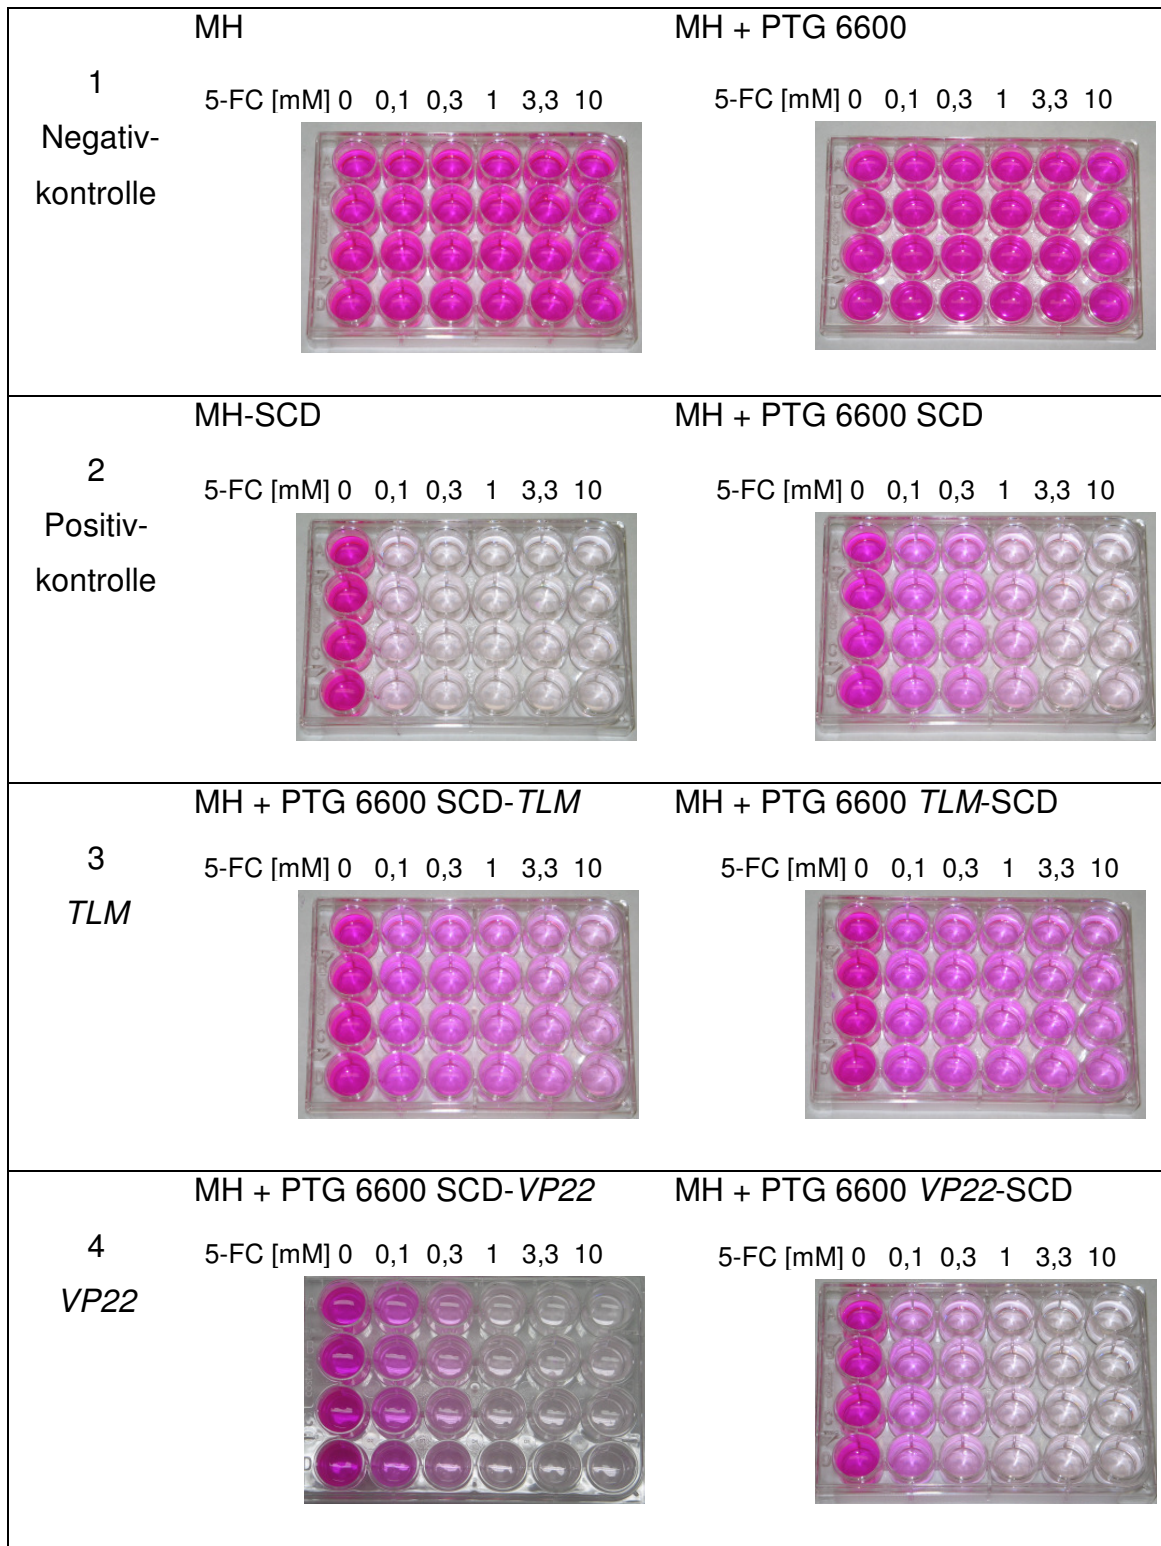 MH MH + PTG 6600
1
Negativ-
kontrolle
5-FC [mM] 0 0,1 0,3 1 3,3 10 5-FC [mM] 0 0,1 0,3 1 3,3 10
MH-SCD MH + PTG 6600 SCD
2
Positiv-
kontrolle
5-FC [mM] 0 0,1 0,3 1 3,3 10 5-FC [mM] 0 0,1 0,3 1 3,3 10
MH + PTG 6600 SCD-TLM MH + PTG 6600 TLM-SCD
3
TLM
5-FC [mM] 0 0,1 0,3 1 3,3 10 5-FC [mM] 0 0,1 0,3 1 3,3 10
MH + PTG 6600 SCD-VP22 MH + PTG 6600 VP22-SCD
4
VP22
5-FC [mM] 0 0,1 0,3 1 3,3 10 5-FC [mM] 0 0,1 0,3 1 3,3 10